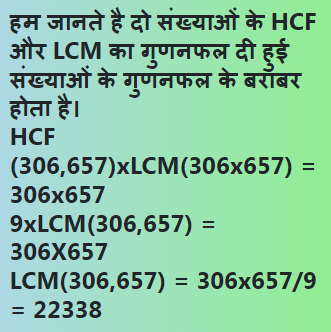 हम जानते है दो संख्याओं के HCF
और LCM का गुणनफल दी हुई
संख्याओं के गुणनफल के बराबर
होता है।
HCF
(306,657)xLCM(306x657) =
306x657
9xLCM(306,657) =
306X657
LCM(306,657) = 306x657/9
= 22338